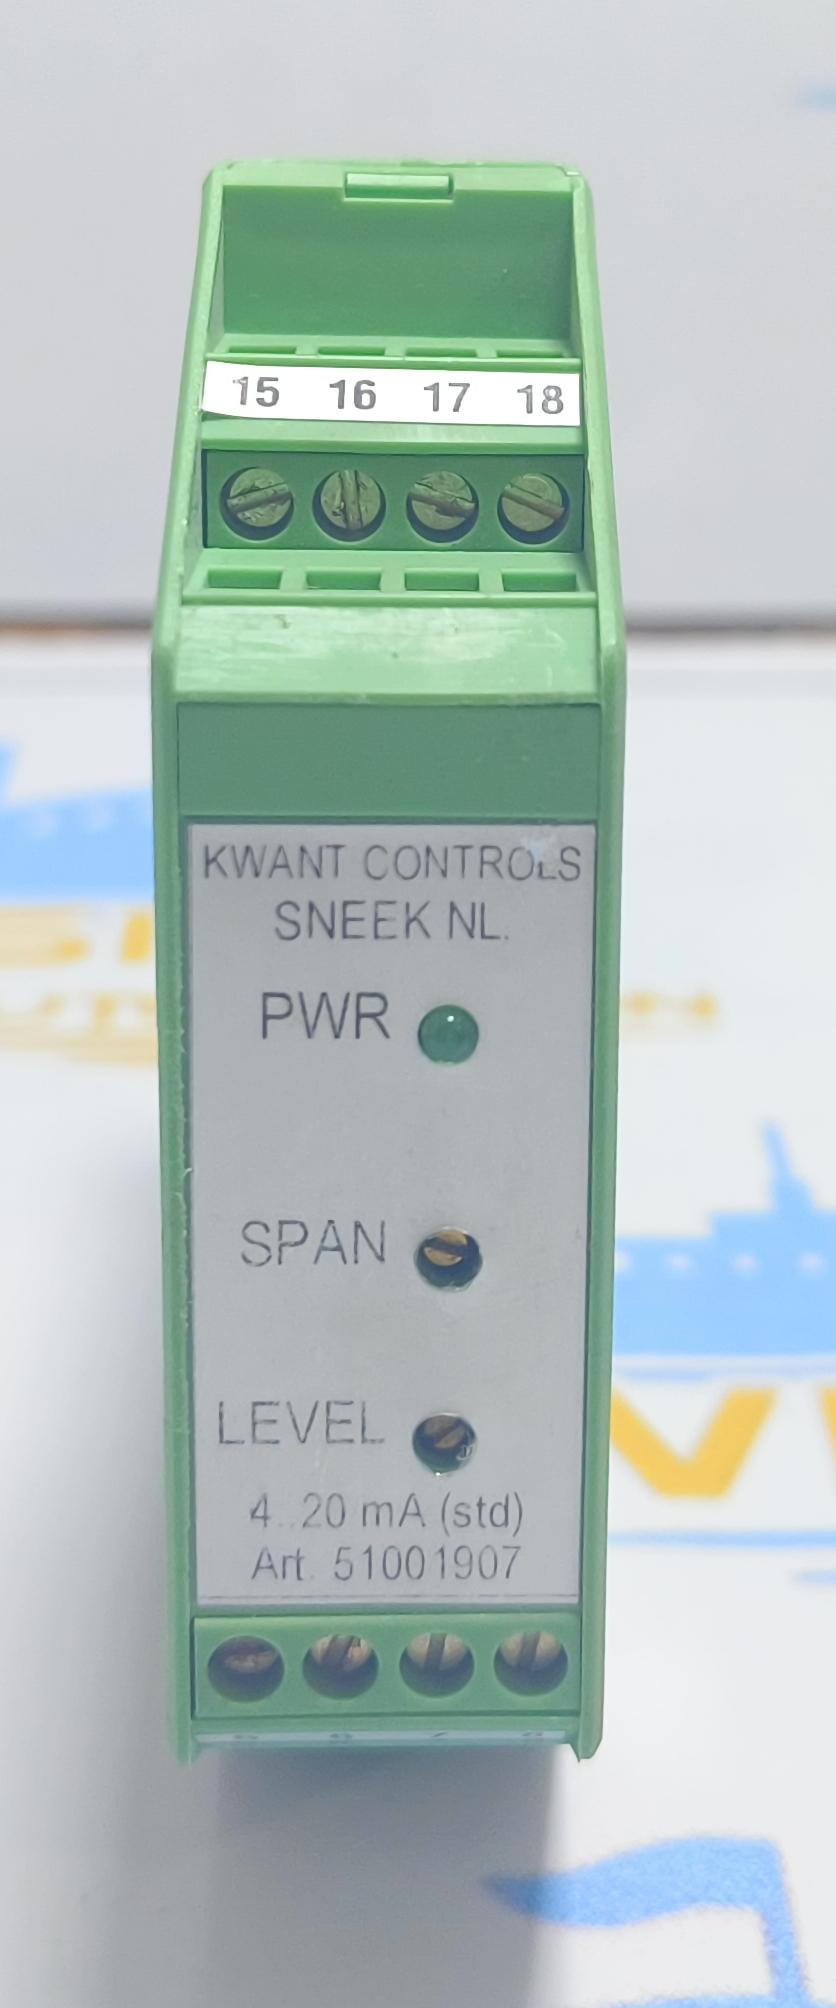 15 16 17 18
KWANT CONTROLS
SNEEK NL.
PWR
SPAN
LEVEL
4..20 mA (std)
Art. 51001907